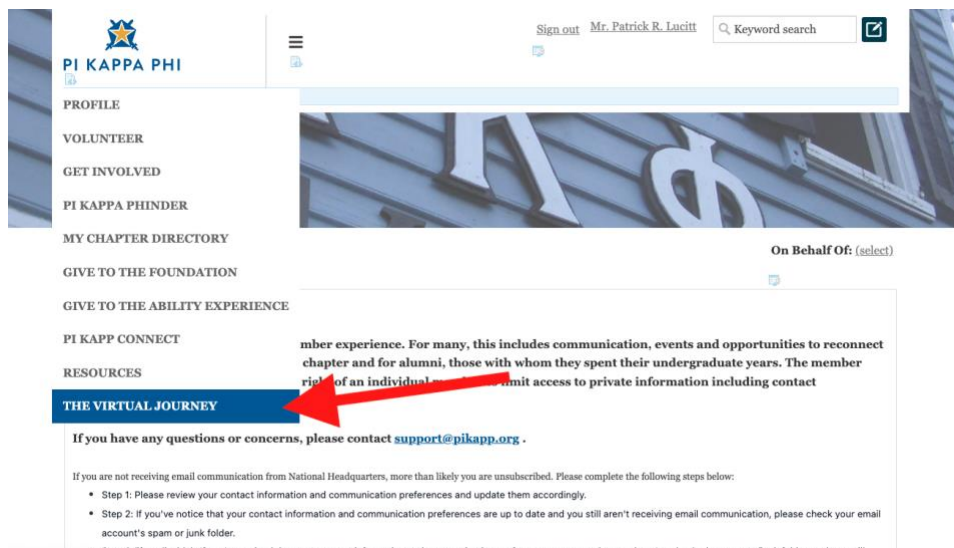 Sign out Mr. Patrick R. Lucitt Keyword search
PI KAPPA PHI
PROFILE
VOLUNTEER
GET INVOLVED
PI KAPPA PHINDER
MY CHAPTER DIRECTORY
GIVE TO THE FOUNDATION
GIVE TO THE ABILITY EXPERIENCE
PI KAPP CONNECT
RESOURCES
THE VIRTUAL JOURNEY
On Behalf Of: (select)
mber experience. For many, this includes communication, events and opportunities to reconnect
chapter and for alumni, those with whom they spent their undergraduate years. The member
of an individual limit access to private information including contact
If you have any questions or concerns, please contact support@pikapp.org .
If you are not receiving email communication from National Headquarters, more than likely you are unsubscribed. Please complete the following steps below:
• Step 1: Please review your contact information and communication preferences and update them accordingly.
• Step 2: If you've notice that your contact information and communication preferences are up to date and you still aren't receiving email communication, please check your email
account's spam or junk folder.